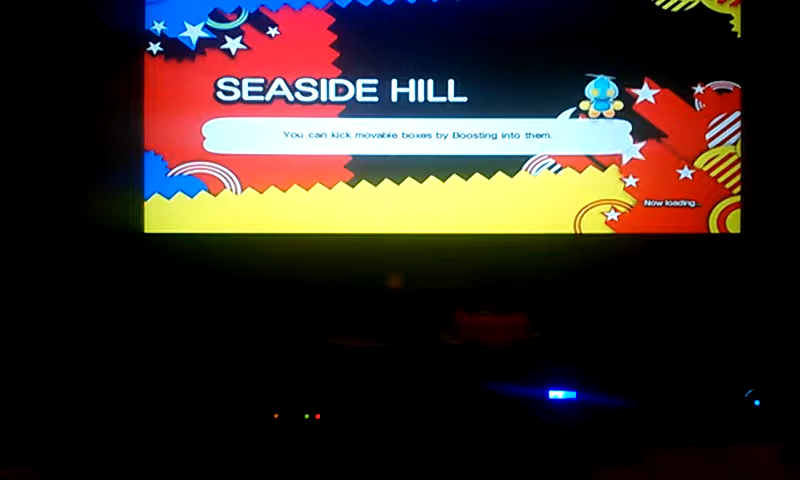 SEASIDE HILL
You can kick movable boxes by Boosting into them.
Now loading...